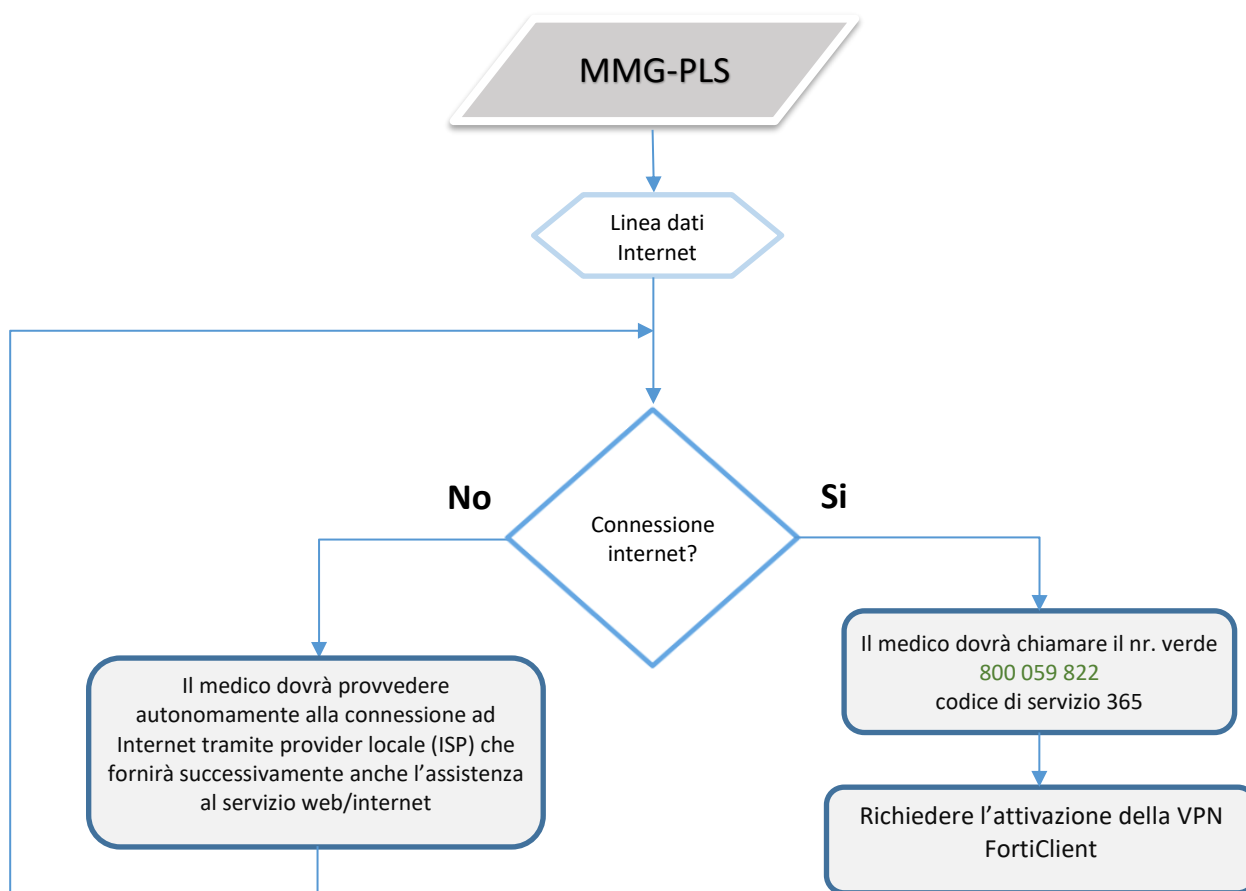 MMG-PLS
Linea dati
Internet
No
Si
Connessione
internet?
Il medico dovrà chiamare il nr. verde
800 059 822
codice di servizio 365
Il medico dovrà provvedere
autonomamente alla connessione ad
Internet tramite provider locale (ISP) che
fornirà successivamente anche l’assistenza
al servizio web/internet
Richiedere l’attivazione della VPN
FortiClient